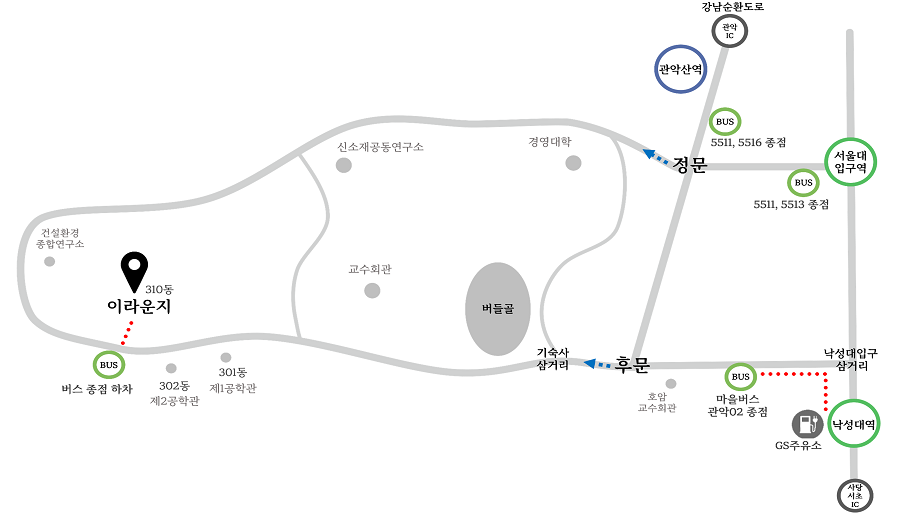 강남순환도로
관악
IC
관악산역
BUS
5511, 5516 종점
신소재공동연구소
경영대학
정문
서울대
입구역
BUS
5511, 5513 종점
건설환경
종합연구소
교수회관
310동
이라운지
버들골
기숙사
삼거리
후문
낙성대입구
삼거리
BUS
버스 종점 하차
301동
제1공학관
302동
제2공학관
BUS
마을버스
관악02 종점
호암
교수회관
낙성대역
GS주유소
사당
서초
IC